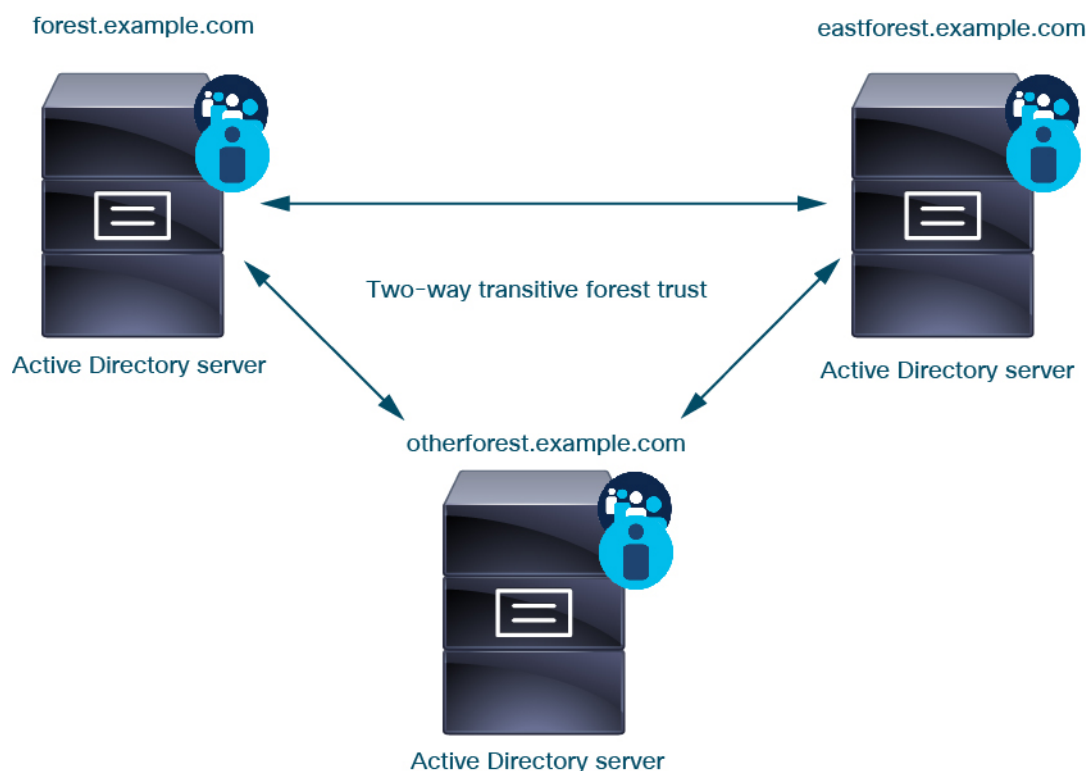 forest.example.com
eastforest.example.com
Two-way transitive forest trust
Active Directory server
Active Directory server
otherforest.example.com
Active Directory server